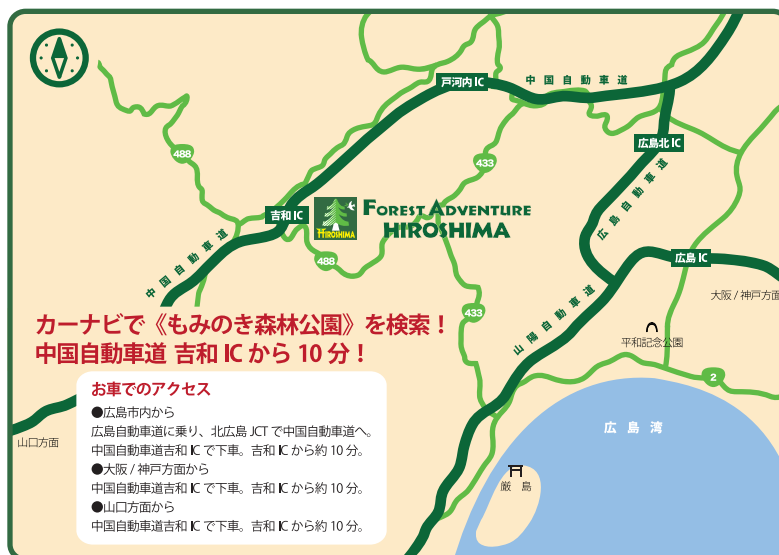 中国自動車道
戸河内 IC
広島北 IC
488
433
広島自動車道
吉和 IC
HIROSHIMA
FOREST ADVENTURE
HIROSHIMA
広島 IC
488
中国自動車道
大阪 / 神戸方面
カーナビで《もみのき森林公園》を検索！
中国自動車道 吉和 IC から 10 分！
433
山陽自動車道
平和記念公園
2
お車でのアクセス
●広島市内から
広島自動車道に乗り、北広島 JCT で中国自動車道へ。
中国自動車道吉和 IC で下車。吉和 IC から約 10 分。
●大阪 / 神戸方面から
中国自動車道吉和 IC で下車。吉和 IC から約 10 分。
●山口方面から
中国自動車道吉和 IC で下車。吉和 IC から約 10 分。
山口方面
広島湾
厳島